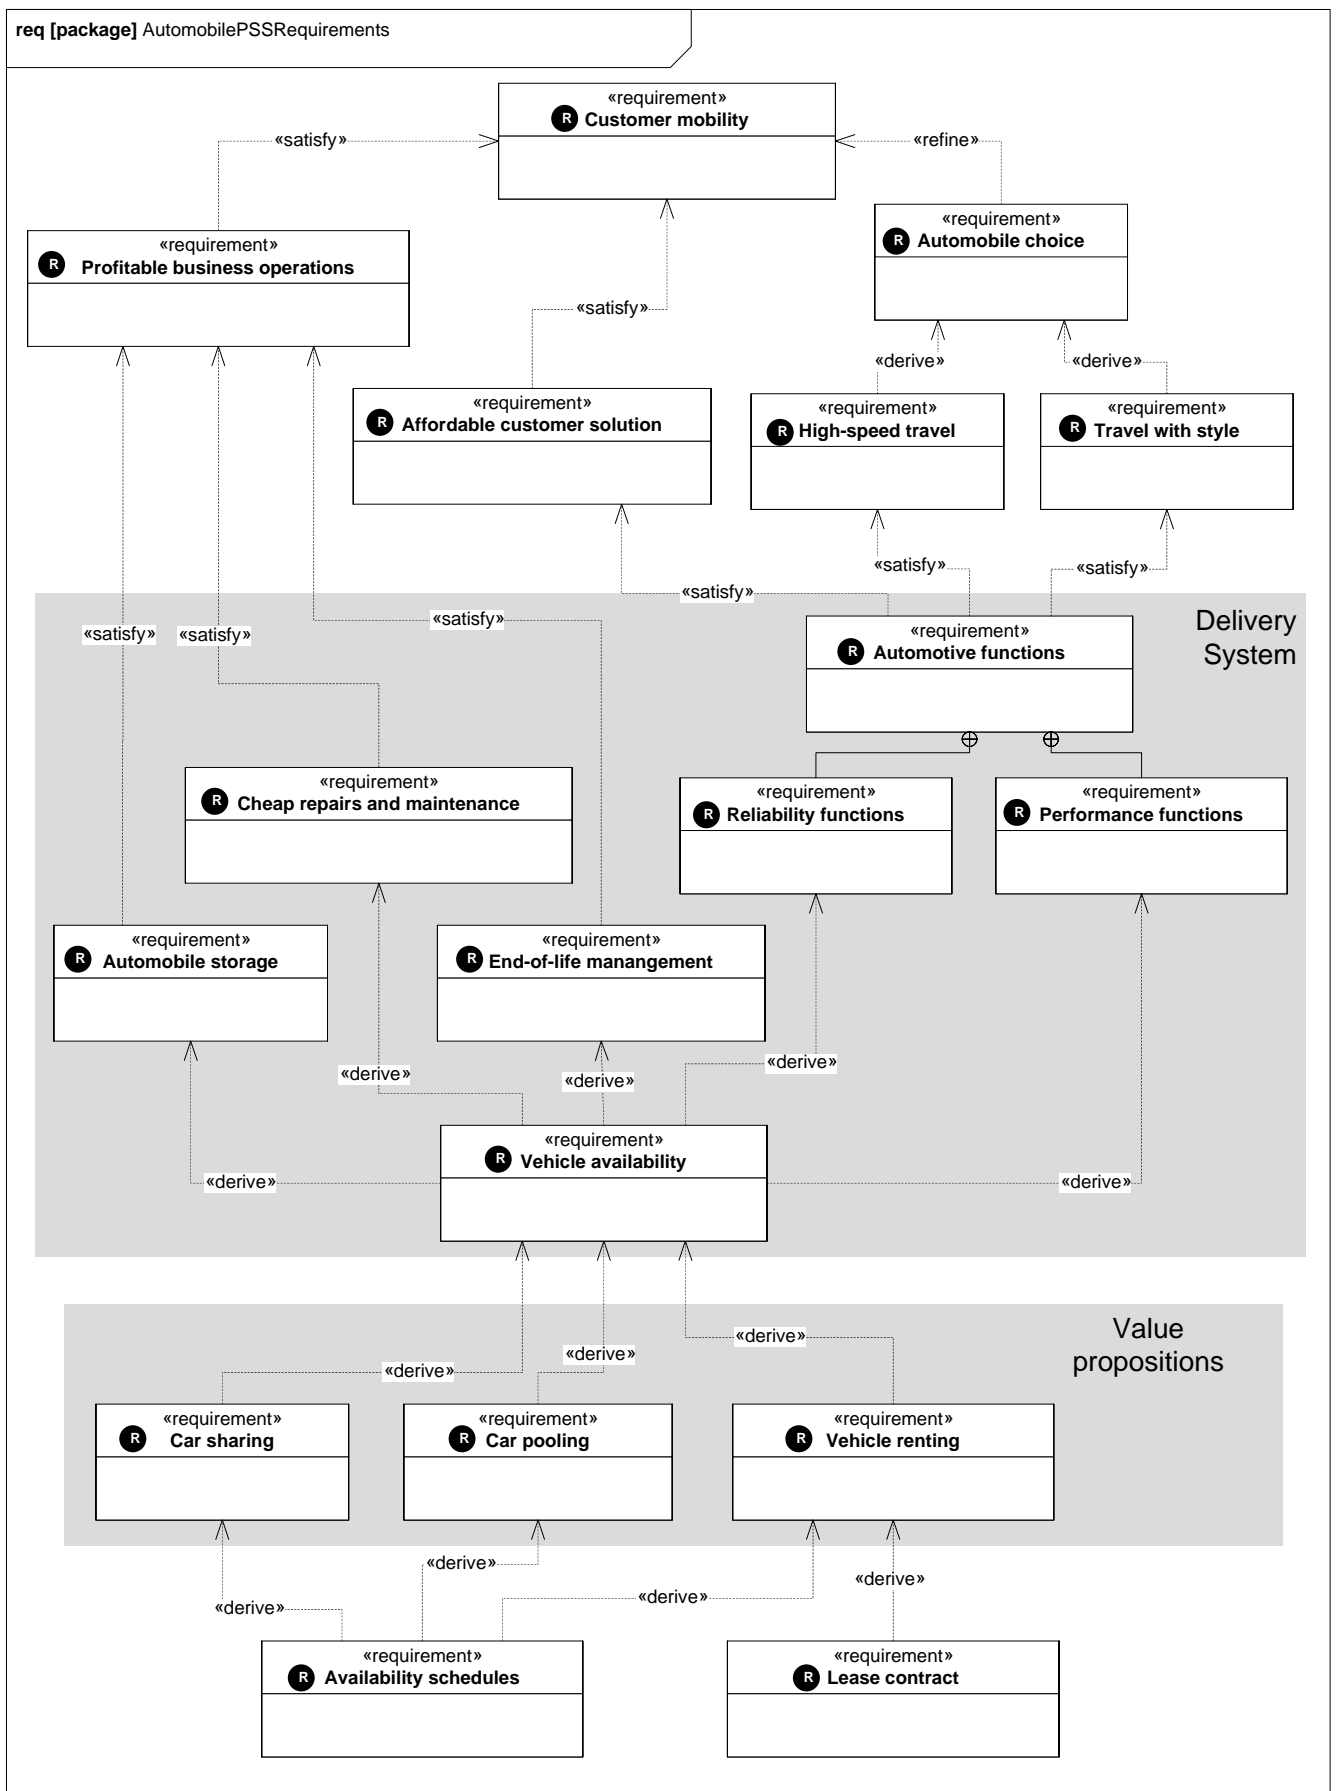 req [package] AutomobilePSSRequirements
«requirement»
R Customer mobility
«satisfy»
«refine»
«requirement»
R Automobile choice
«requirement»
R Profitable business operations
«satisfy»
«derive»
«derive»
«requirement»
R Affordable customer solution
«requirement»
R High-speed travel
«requirement»
R Travel with style
«satisfy»
«satisfy»
«satisfy»
Delivery
System
«satisfy»
«satisfy»
«satisfy»
«requirement»
R Automotive functions
«requirement»
R Cheap repairs and maintenance
«requirement»
R Reliability functions
«requirement»
R Performance functions
«requirement»
R Automobile storage
«requirement»
R End-of-life manangement
«derive»
«derive»
«derive»
«requirement»
R Vehicle availability
«derive»
«derive»
Value
propositions
«derive»
«derive»
«derive»
«requirement»
R Car sharing
«requirement»
R Car pooling
«requirement»
R Vehicle renting
«derive»
«derive»
«derive»
«derive»
«requirement»
R Availability schedules
«requirement»
R Lease contract